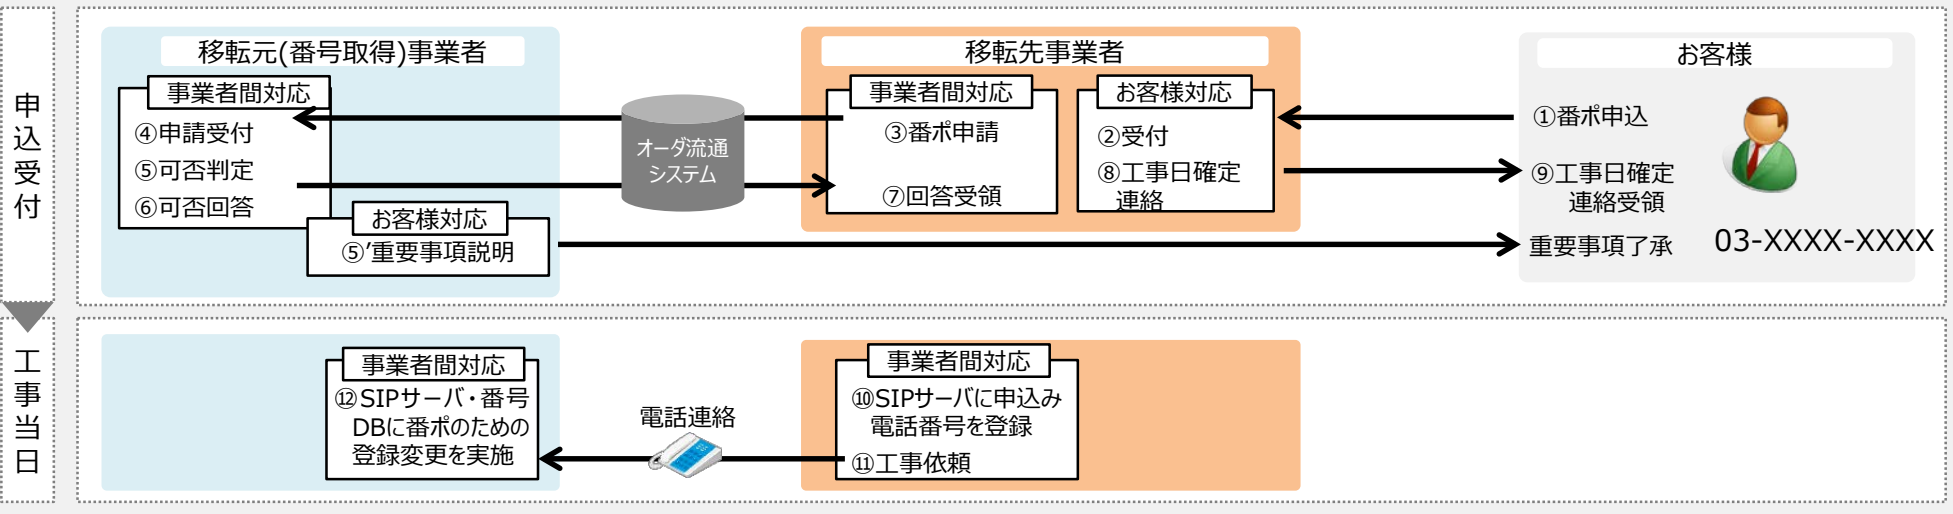 申込受付
移転元(番号取得)事業者
事業者間対応
④申請受付
⑤可否判定
⑥可否回答
お客様対応
⑤’重要事項説明
オーダ流通
システム
移転先事業者
事業者間対応
③番ポ申請
⑦回答受領
お客様対応
②受付
⑧工事日確定
連絡
お客様
①番ポ申込
⑨工事日確定
連絡受領
重要事項了承
03-XXXX-XXXX
工事当日
事業者間対応
⑫SIPサーバ・番号
DBに番ポのための
登録変更を実施
電話連絡
事業者間対応
⑩SIPサーバに申込み
電話番号を登録
⑪工事依頼